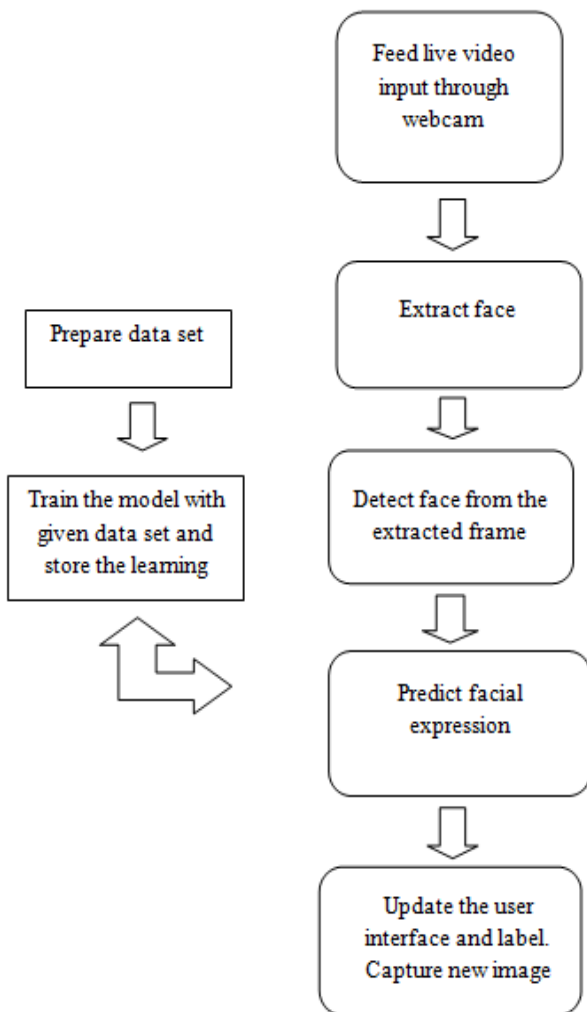 Feed live video
input through
webcam
Extract face
Prepare data set
Train the model with
given data set and
store the learning
Detect face from the
extracted frame
Predict facial
expression
Update the user
interface and label.
Capture new image